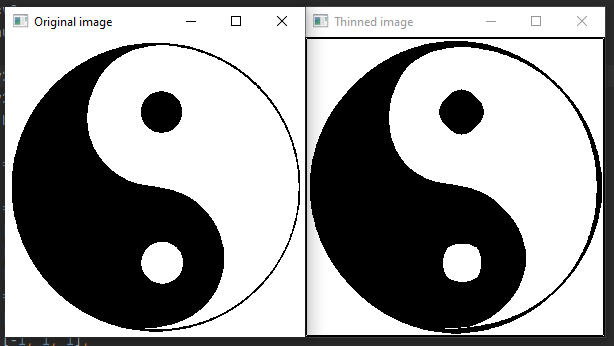 Original image
Thinned image
[-1, 1, 1],